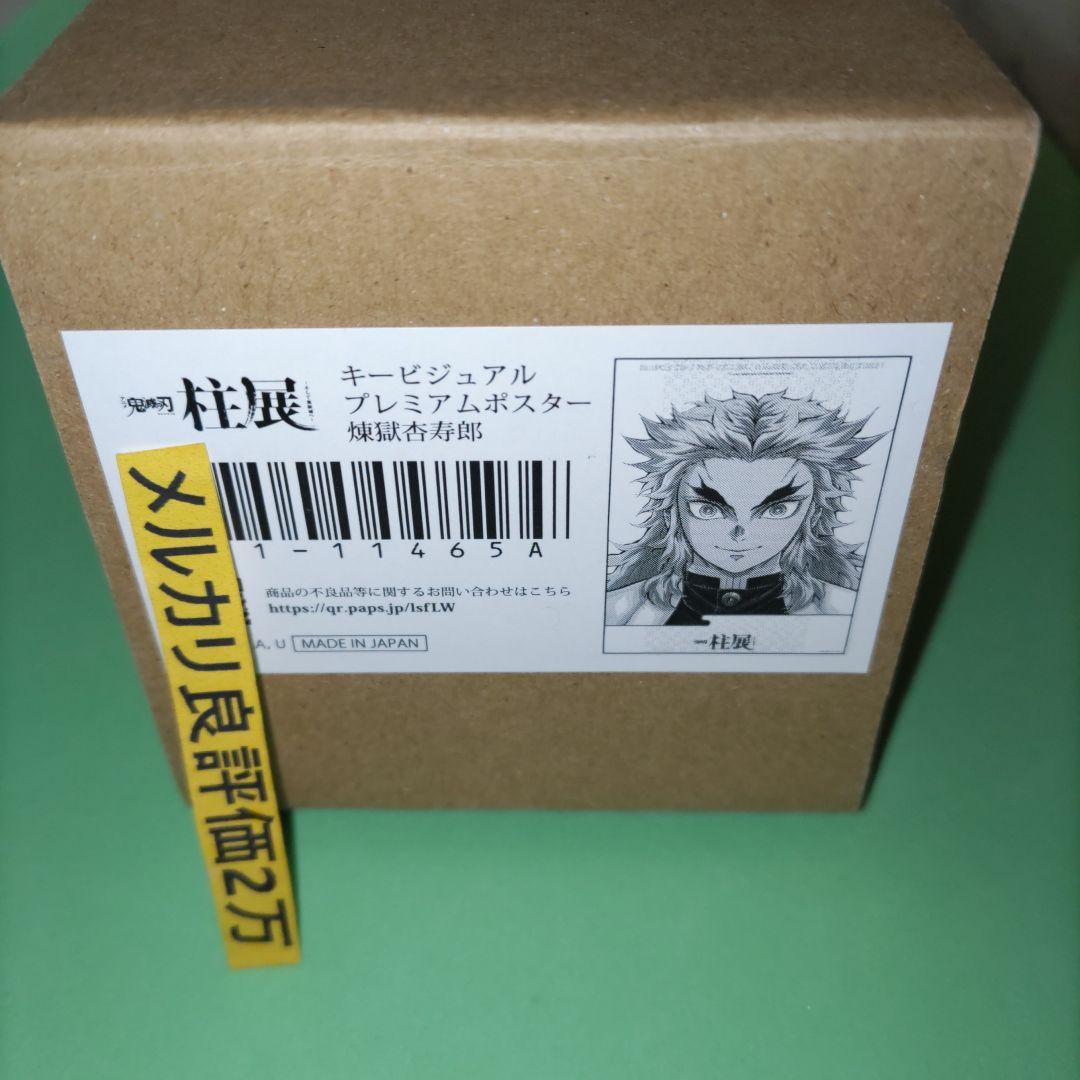 鬼滅の刃 柱展
キービジュアル
プレミアムポスター
煉獄杏寿郎
1-11465A
商品の不良品等に関するお問い合わせはこちら
https://qr.paps.jp/lsfLW
A, U MADE IN JAPAN
柱展
メルカリ良評価2万